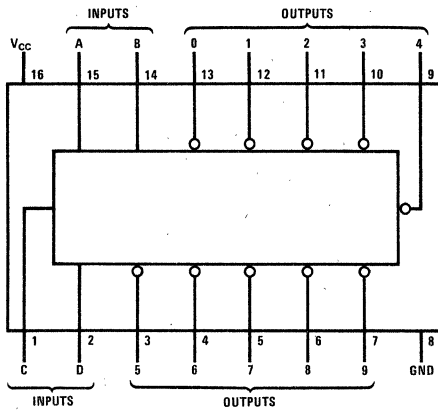 INPUTS OUTPUTS
VCC A B 0 1 2 3 4
16 15 14 13 12 11 10 9
1 2 3 4 5 6 7 8
C D 5 6 7 8 9 GND
INPUTS OUTPUTS